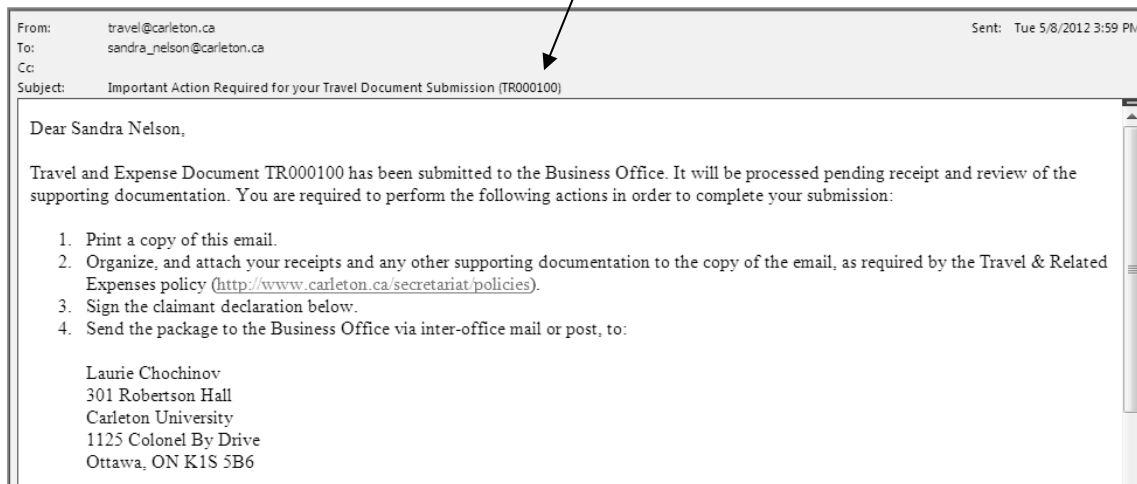 From: travel@carleton.ca Sent: Tue 5/8/2012 3:59 PM
To: sandra_nelson@carleton.ca
Cc:
Subject: Important Action Required for your Travel Document Submission (TR000100)
Dear Sandra Nelson,
Travel and Expense Document TR000100 has been submitted to the Business Office. It will be processed pending receipt and review of the
supporting documentation. You are required to perform the following actions in order to complete your submission:
1. Print a copy of this email.
2. Organize, and attach your receipts and any other supporting documentation to the copy of the email, as required by the Travel & Related
Expenses policy (http://www.carleton.ca/secretariat/policies).
3. Sign the claimant declaration below.
4. Send the package to the Business Office via inter-office mail or post, to:
Laurie Chochinov
301 Robertson Hall
Carleton University
1125 Colonel By Drive
Ottawa, ON K1S 5B6